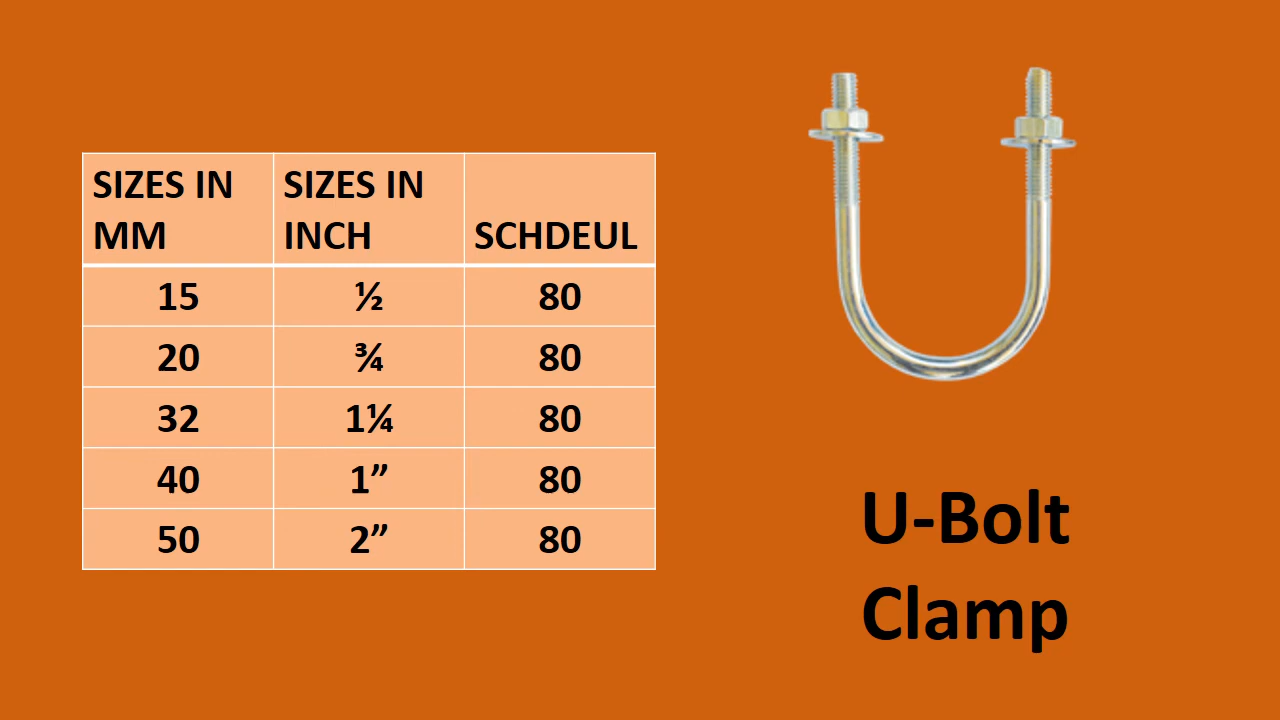 SIZES IN MM SIZES IN INCH SCHDEUL
15 ½ 80
20 ¾ 80
32 1¼ 80
40 1” 80
50 2” 80
U-Bolt
Clamp